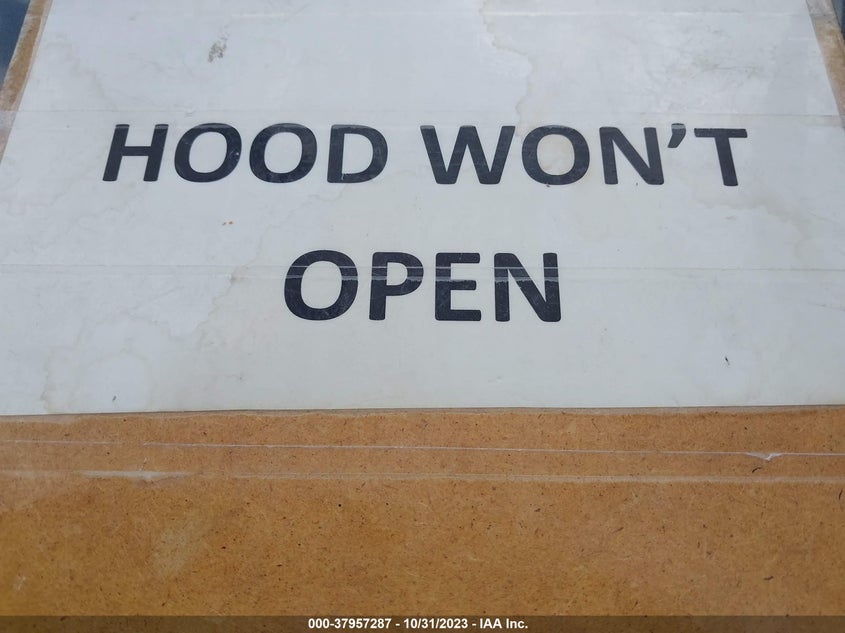 HOOD WON’T
OPEN
000-37957287 - 10/31/2023 - IAA Inc.